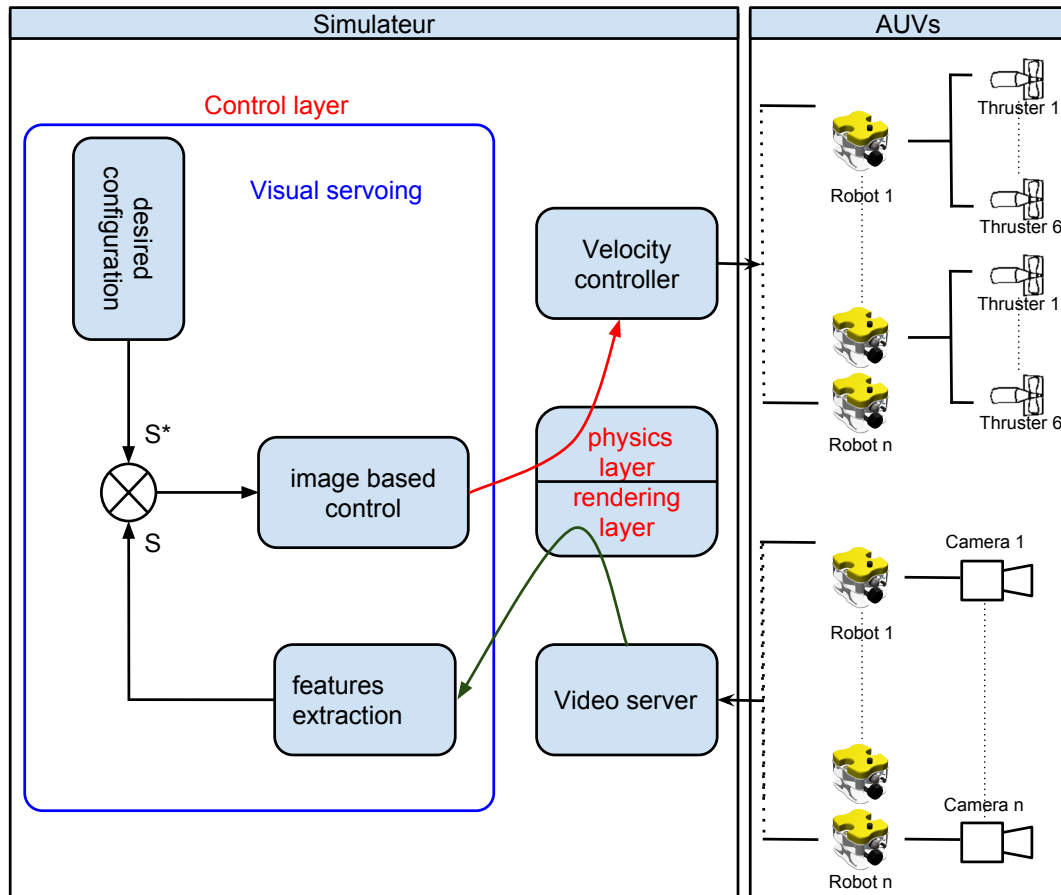 Simulateur
AUVs
Control layer
Visual servoing
desired
configuration
S*
S
image based
control
features
extraction
Velocity
controller
physics
layer
rendering
layer
Video server
Robot 1
Thruster 1
Thruster 6
Thruster 1
Thruster 6
Robot n
Robot 1
Camera 1
Camera n
Robot n